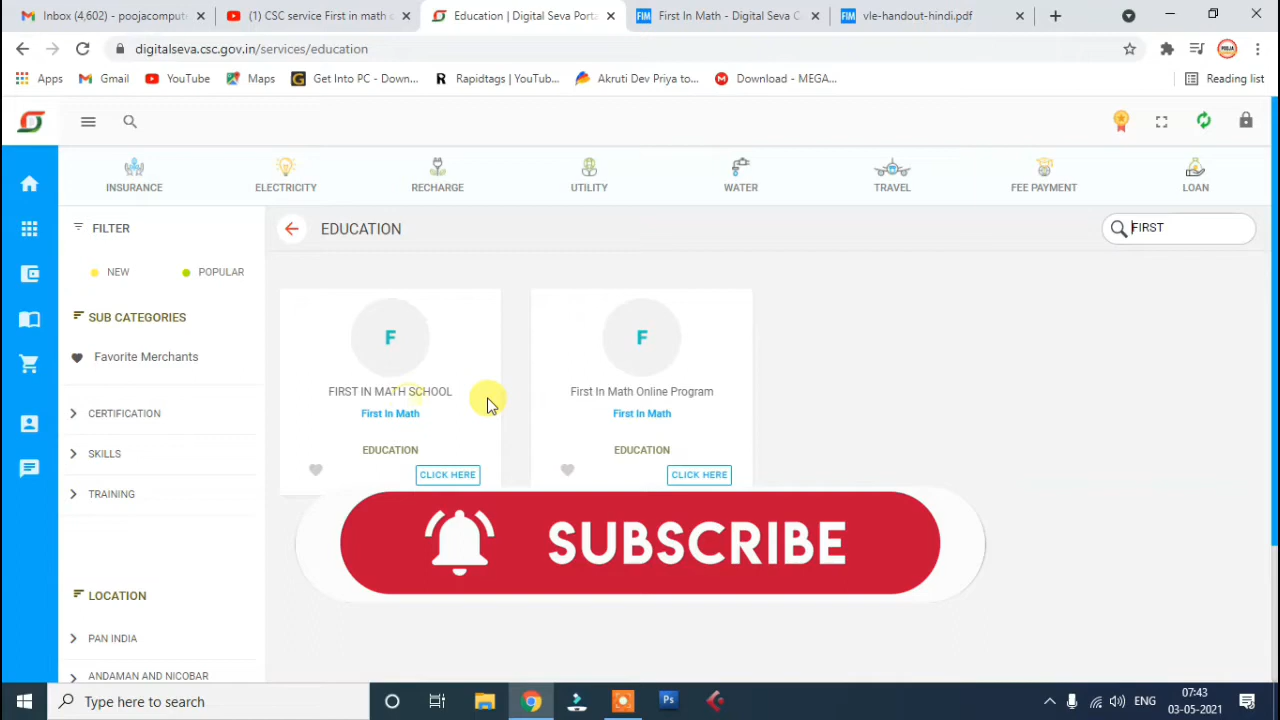 Inbox (4,602) - poojacompute
(1) CSC service First in math c
Education | Digital Seva Porta
First In Math - Digital Seva C
vle-handout-hindi.pdf
digitalseva.csc.gov.in/services/education
Apps
Gmail
YouTube
Maps
Get Into PC - Down...
Rapidtags | YouTub...
Akruti Dev Priya to...
Download - MEGA...
Reading list
INSURANCE
ELECTRICITY
RECHARGE
UTILITY
WATER
TRAVEL
FEE PAYMENT
LOAN
FILTER
EDUCATION
FIRST
NEW
POPULAR
SUB CATEGORIES
Favorite Merchants
CERTIFICATION
SKILLS
TRAINING
LOCATION
PAN INDIA
ANDAMAN AND NICOBAR
F
FIRST IN MATH SCHOOL
First In Math
EDUCATION
CLICK HERE
F
First In Math Online Program
First In Math
EDUCATION
CLICK HERE
SUBSCRIBE
Type here to search
Ps
ENG
07:43
03-05-2021